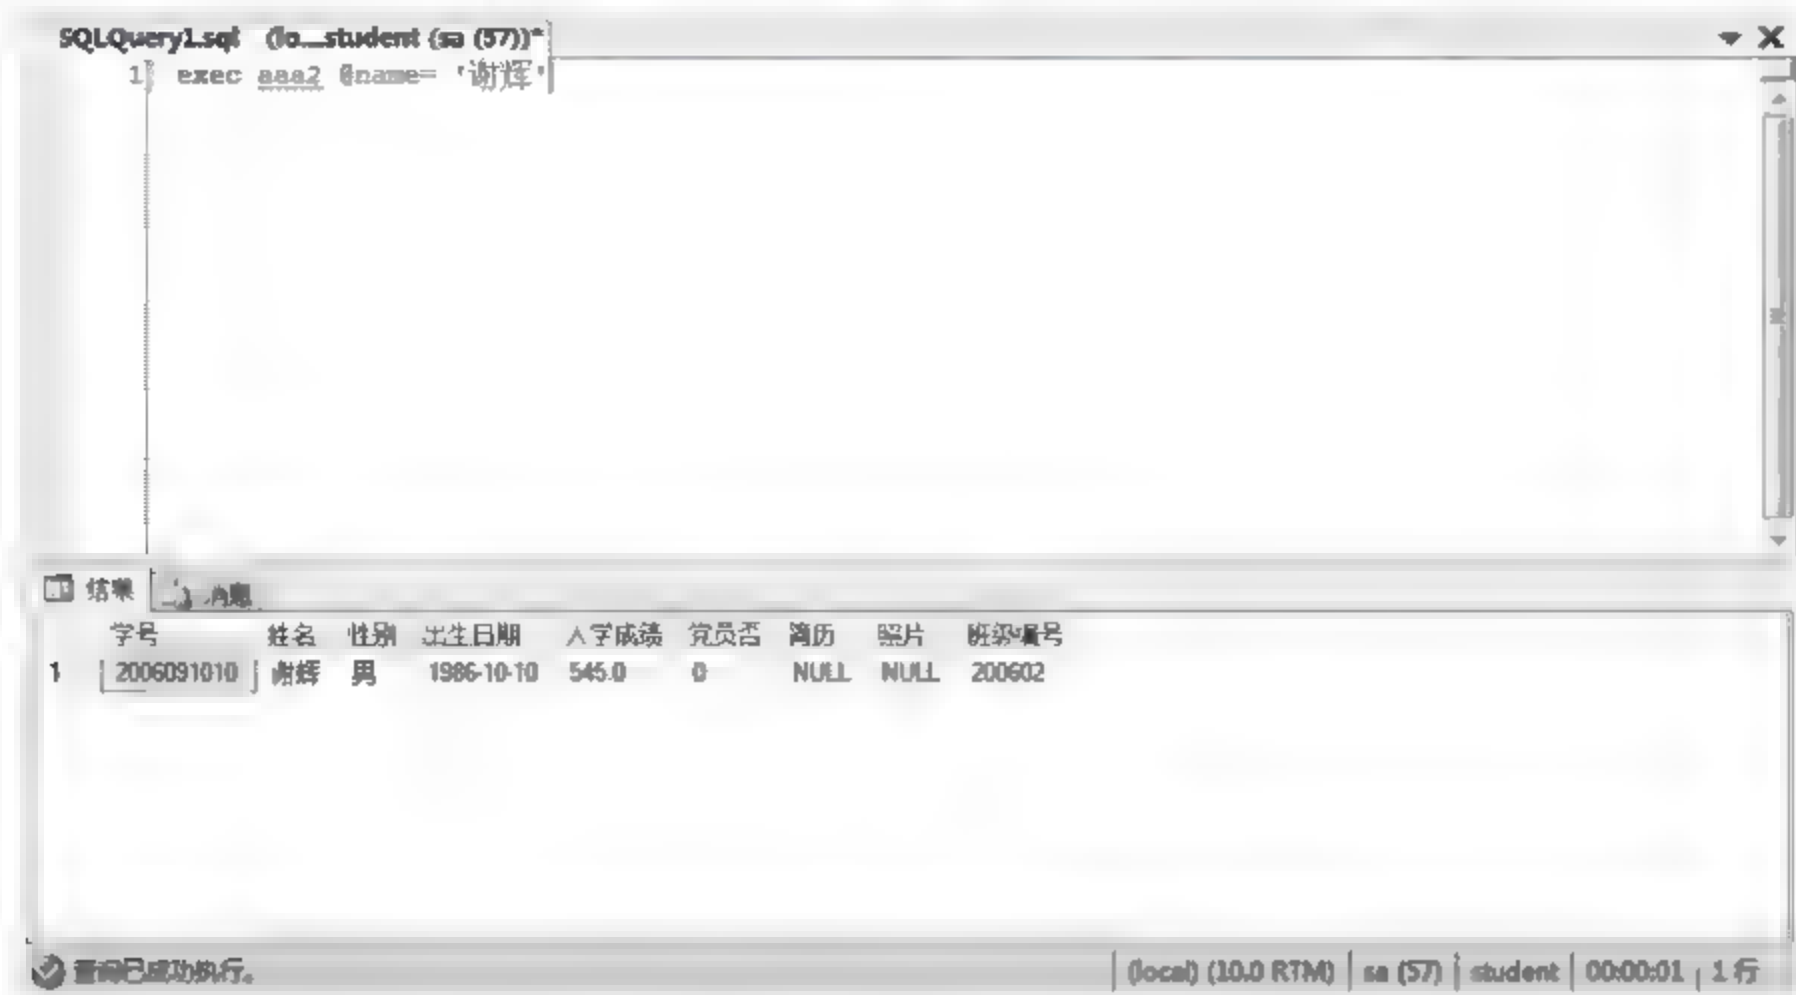 SQLQuery1.sql (lo...student (sa (57))*
1 exec aaa2 @name= '谢辉'
结果 消息
学号 姓名 性别 出生日期 入学成绩 党员否 简历 照片 班级编号
1 2006091010 谢辉 男 1986-10-10 545.0 0 NULL NULL 200602
查询已成功执行。 (local) (10.0 RTM) sa (57) student 00:00:01 1 行